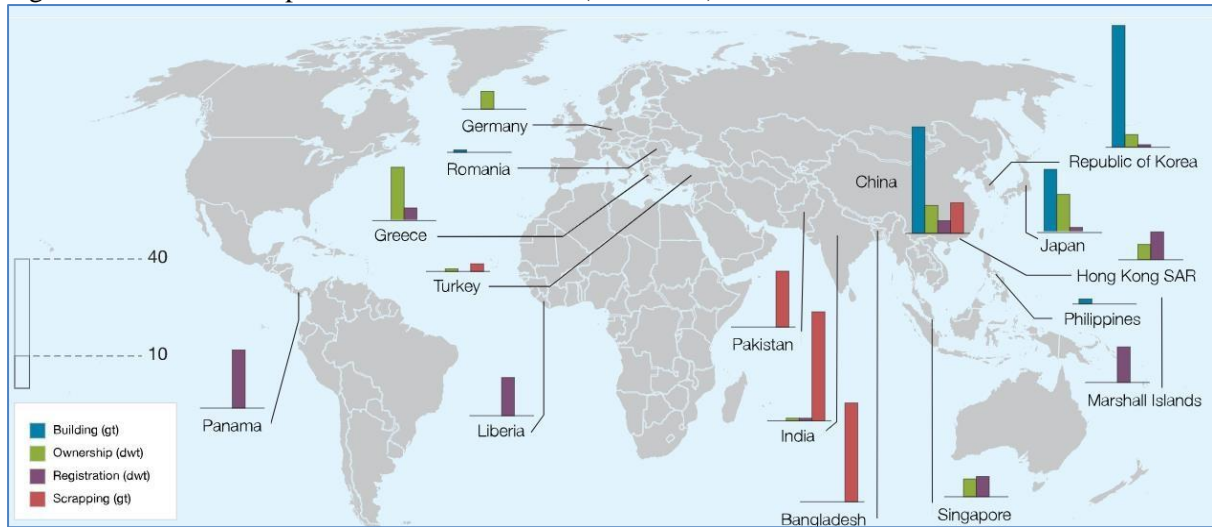 Germany
Romania
Greece
Turkey
Panama
Liberia
Pakistan
India
Bangladesh
China
Republic of Korea
Japan
Hong Kong SAR
Philippines
Marshall Islands
Singapore
40
10
Building (gt)
Ownership (dwt)
Registration (dwt)
Scrapping (gt)